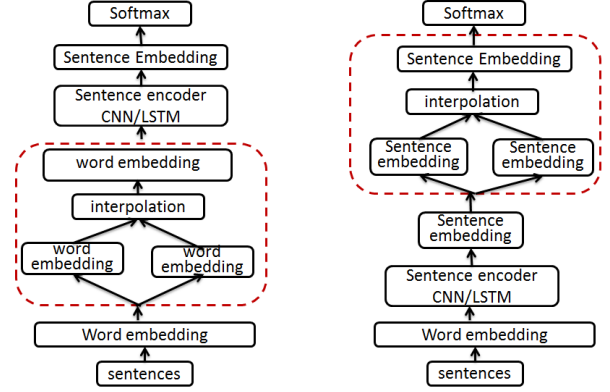 Softmax
Sentence Embedding
Sentence encoder
CNN/LSTM
word embedding
interpolation
word
embedding
word
embedding
Word embedding
sentences
Softmax
Sentence Embedding
interpolation
Sentence
embedding
Sentence
embedding
Sentence
embedding
Sentence encoder
CNN/LSTM
Word embedding
sentences